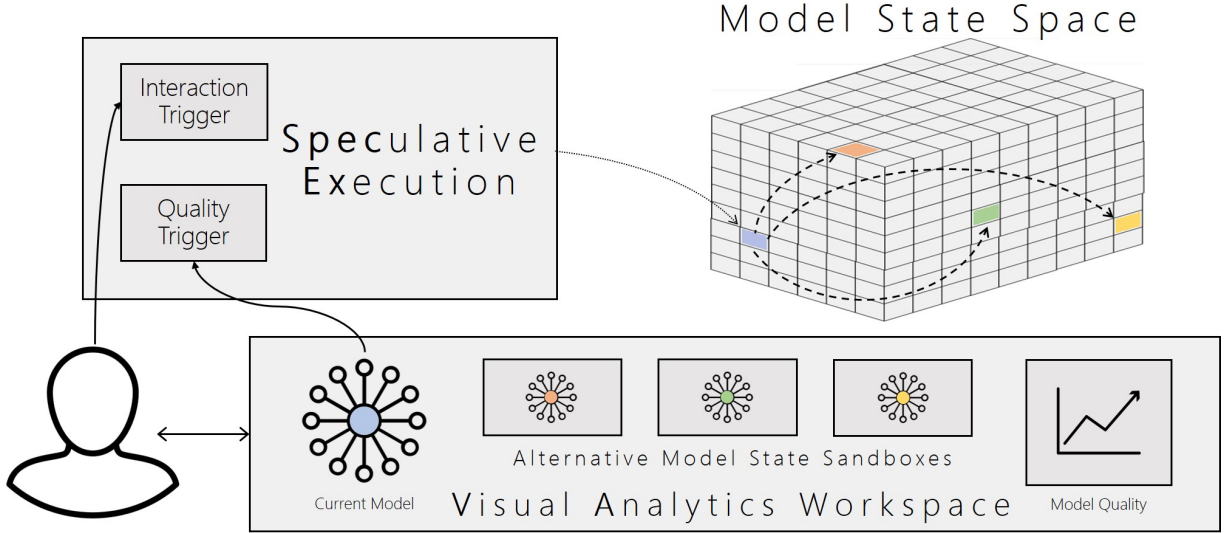 Model State Space
Interaction
Trigger
Speculative
Execution
Quality
Trigger
Alternative Model State Sandboxes
Current Model
Visual Analytics Workspace
Model Quality